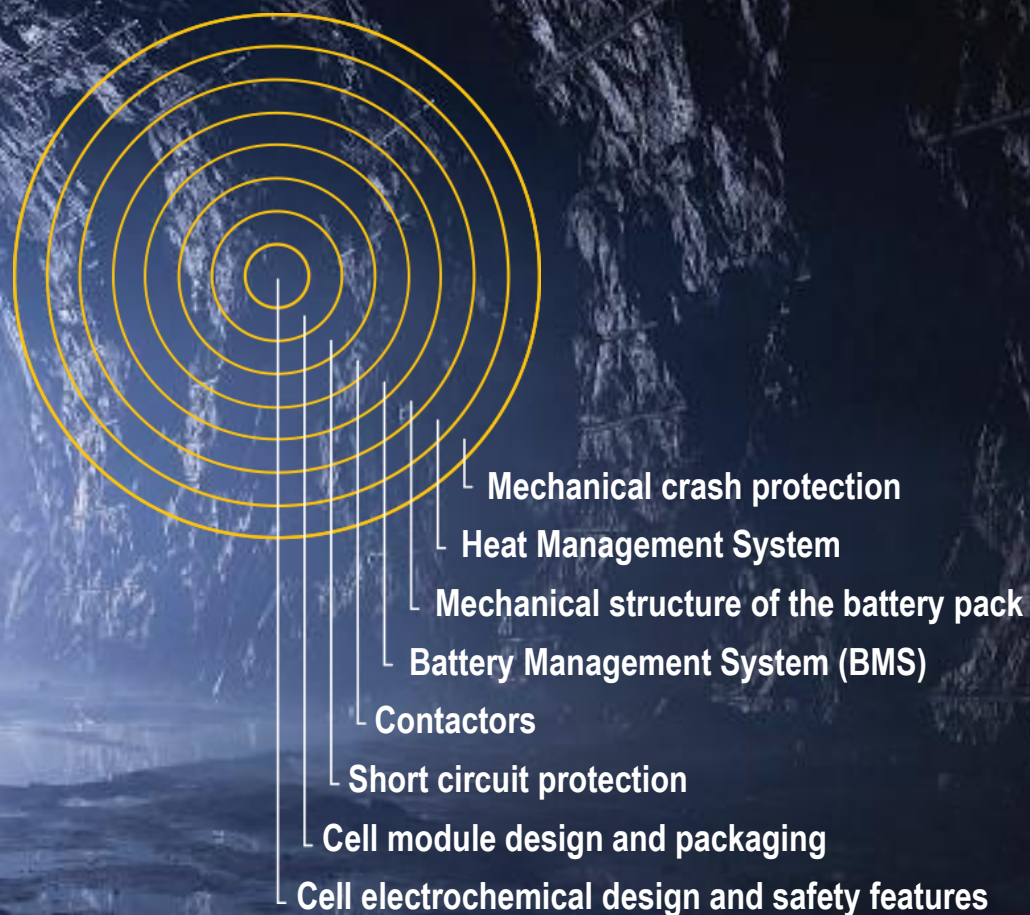 Mechanical crash protection
Heat Management System
Mechanical structure of the battery pack
Battery Management System (BMS)
Contactors
Short circuit protection
Cell module design and packaging
Cell electrochemical design and safety features